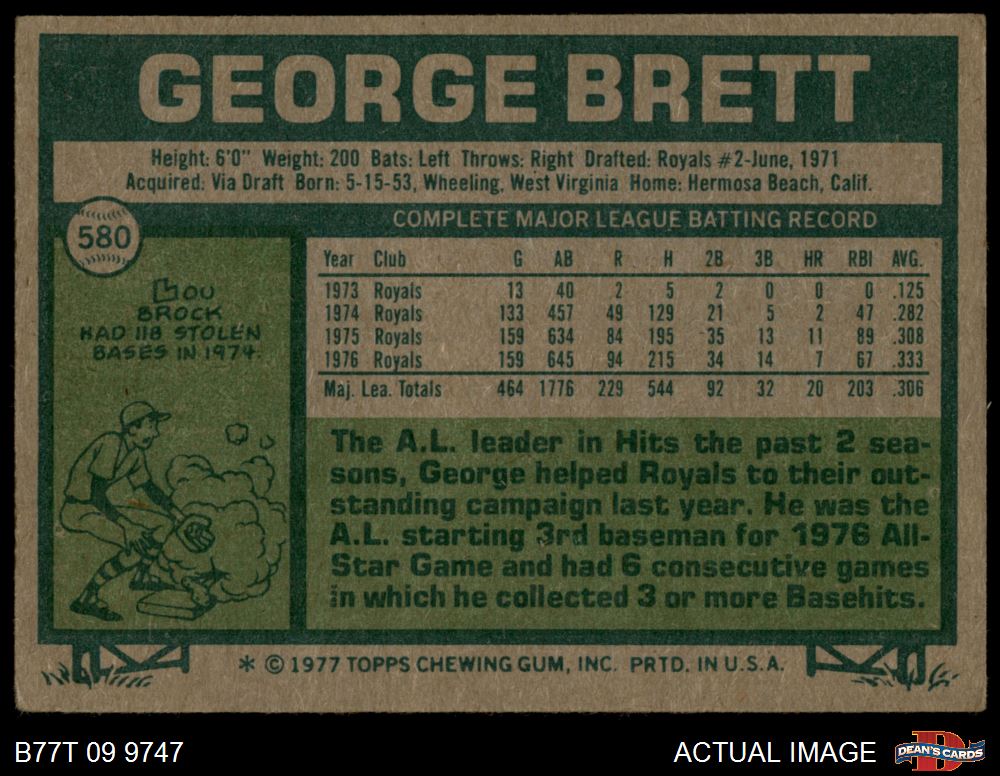 GEORGE BRETT
Height: 6'0" Weight: 200 Bats: Left Throws: Right Drafted: Royals #2-June, 1971
Acquired: Via Draft Born: 5-15-53, Wheeling, West Virginia Home: Hermosa Beach, Calif.
580
LOU
BROCK
HAD 118 STOLEN
BASES IN 1974.
COMPLETE MAJOR LEAGUE BATTING RECORD
Year Club G AB R H 2B 3B HR RBI AVG.
1973 Royals 13 40 2 5 2 0 0 0 .125
1974 Royals 133 457 49 129 21 5 2 47 .282
1975 Royals 159 634 84 195 35 13 11 89 .308
1976 Royals 159 645 94 215 34 14 7 67 .333
Maj. Lea. Totals 464 1776 229 544 92 32 20 203 .306
The A.L. leader in Hits the past 2 sea-
sons, George helped Royals to their out-
standing campaign last year. He was the
A.L. starting 3rd baseman for 1976 All-
Star Game and had 6 consecutive games
in which he collected 3 or more Basehits.
* © 1977 TOPPS CHEWING GUM, INC. PRTD. IN U.S.A.
B77T 09 9747
ACTUAL IMAGE
DEAN'S CARDS